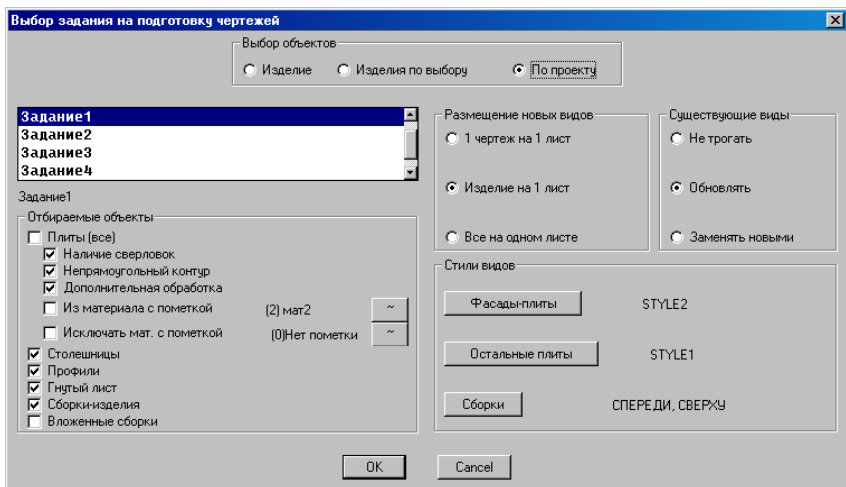 Выбор задания на подготовку чертежей
Выбор объектов
Изделие Изделия по выбору По проекту
Задание1
Задание2
Задание3
Задание4
Задание1
Отбираемые объекты
Плиты (все)
Наличие сверловок
Непрямоугольный контур
Дополнительная обработка
Из материала с пометкой (2) мат2 ~
Исключать мат. с пометкой (0)Нет пометки ~
Столешницы
Профили
Гнутый лист
Сборки-изделия
Вложенные сборки
Размещение новых видов
1 чертеж на 1 лист
Изделие на 1 лист
Все на одном листе
Существующие виды
Не трогать
Обновлять
Заменять новыми
Стили видов
Фасады-плиты STYLE2
Остальные плиты STYLE1
Сборки СПЕРЕДИ, СВЕРХУ
OK Cancel